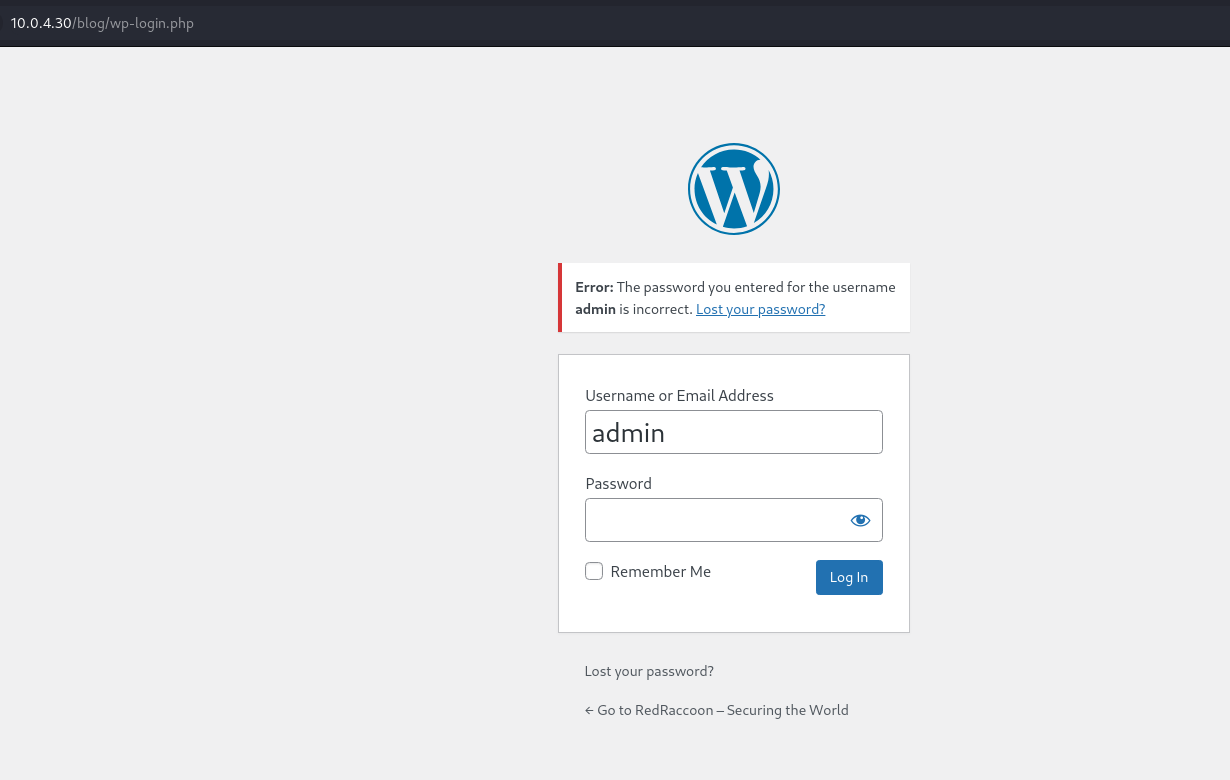 10.0.4.30/blog/wp-login.php
Error: The password you entered for the username
admin is incorrect. Lost your password?
Username or Email Address
admin
Password
Remember Me
Log In
Lost your password?
← Go to RedRaccoon – Securing the World